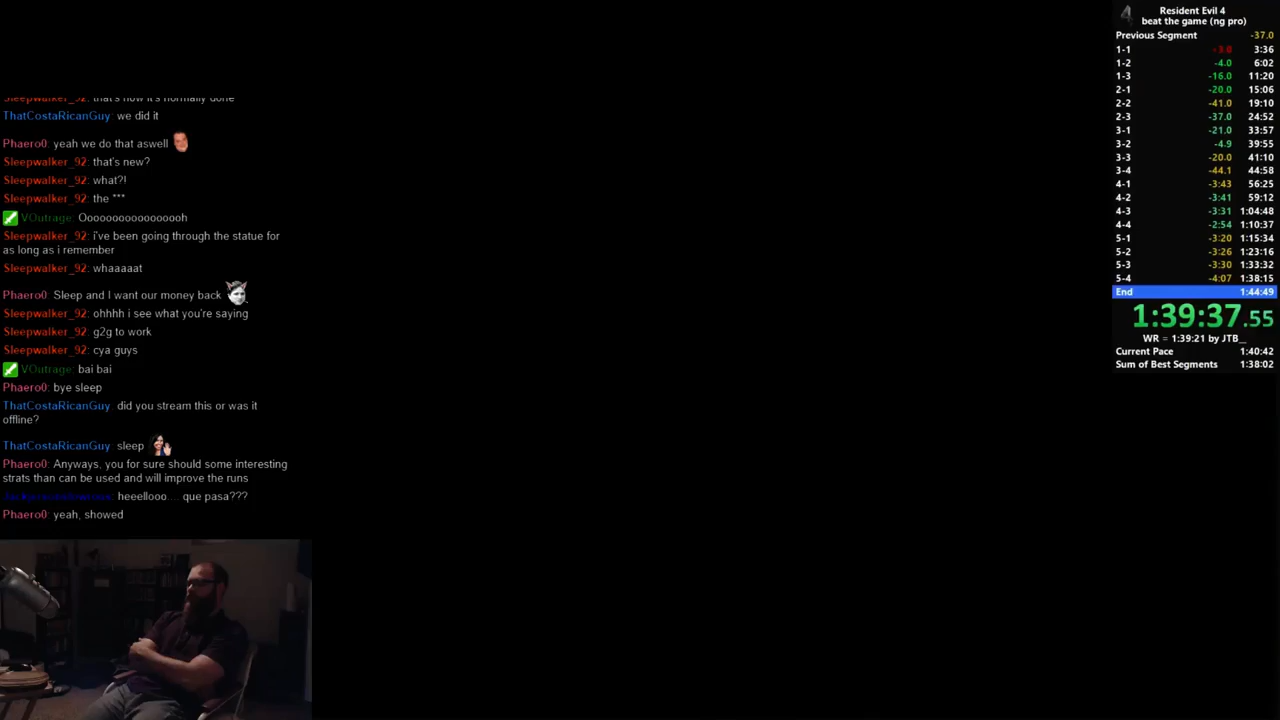 Sleepwalker_92: that's how it's normally done
ThatCostaRicanGuy: we did it
Phaero0: yeah we do that aswell
Sleepwalker_92: that's new?
Sleepwalker_92: what?!
Sleepwalker_92: the ***
VOutrage: Ooooooooooooooooh
Sleepwalker_92: i've been going through the statue for
as long as i remember
Sleepwalker_92: whaaaaat
Phaero0: Sleep and I want our money back
Sleepwalker_92: ohhhh i see what you're saying
Sleepwalker_92: g2g to work
Sleepwalker_92: cya guys
VOutrage: bai bai
Phaero0: bye sleep
ThatCostaRicanGuy: did you stream this or was it
offline?
ThatCostaRicanGuy: sleep
Phaero0: Anyways, you for sure should some interesting
strats than can be used and will improve the runs
heeellooo.... que pasa???
Phaero0: yeah, showed
Resident Evil 4
beat the game (ng pro)
Previous Segment -37.0
1-1 -3.0 3:36
1-2 -4.0 6:02
1-3 -16.0 11:20
2-1 -20.0 15:06
2-2 -41.0 19:10
2-3 -37.0 24:52
3-1 -21.0 33:57
3-2 -4.9 39:55
3-3 -20.0 41:10
3-4 -44.1 44:58
4-1 -3:43 56:25
4-2 -3:41 59:12
4-3 -3:31 1:04:48
4-4 -2:54 1:10:37
5-1 -3:20 1:15:34
5-2 -3:26 1:23:16
5-3 -3:30 1:33:32
5-4 -4:07 1:38:15
End 1:44:49
1:39:37.55
WR = 1:39:21 by JTB__
Current Pace 1:40:42
Sum of Best Segments 1:38:02